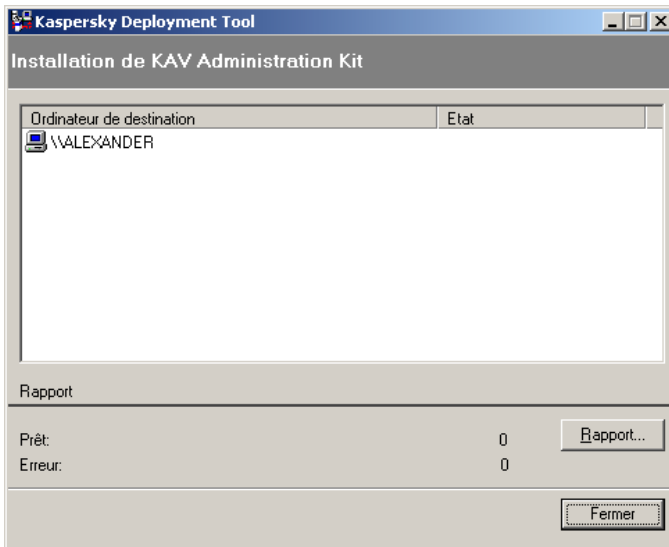 Kaspersky Deployment Tool
Installation de KAV Administration Kit
Ordinateur de destination Etat
\\ALEXANDER
Rapport
Prêt: 0 Rapport...
Erreur: 0
Fermer